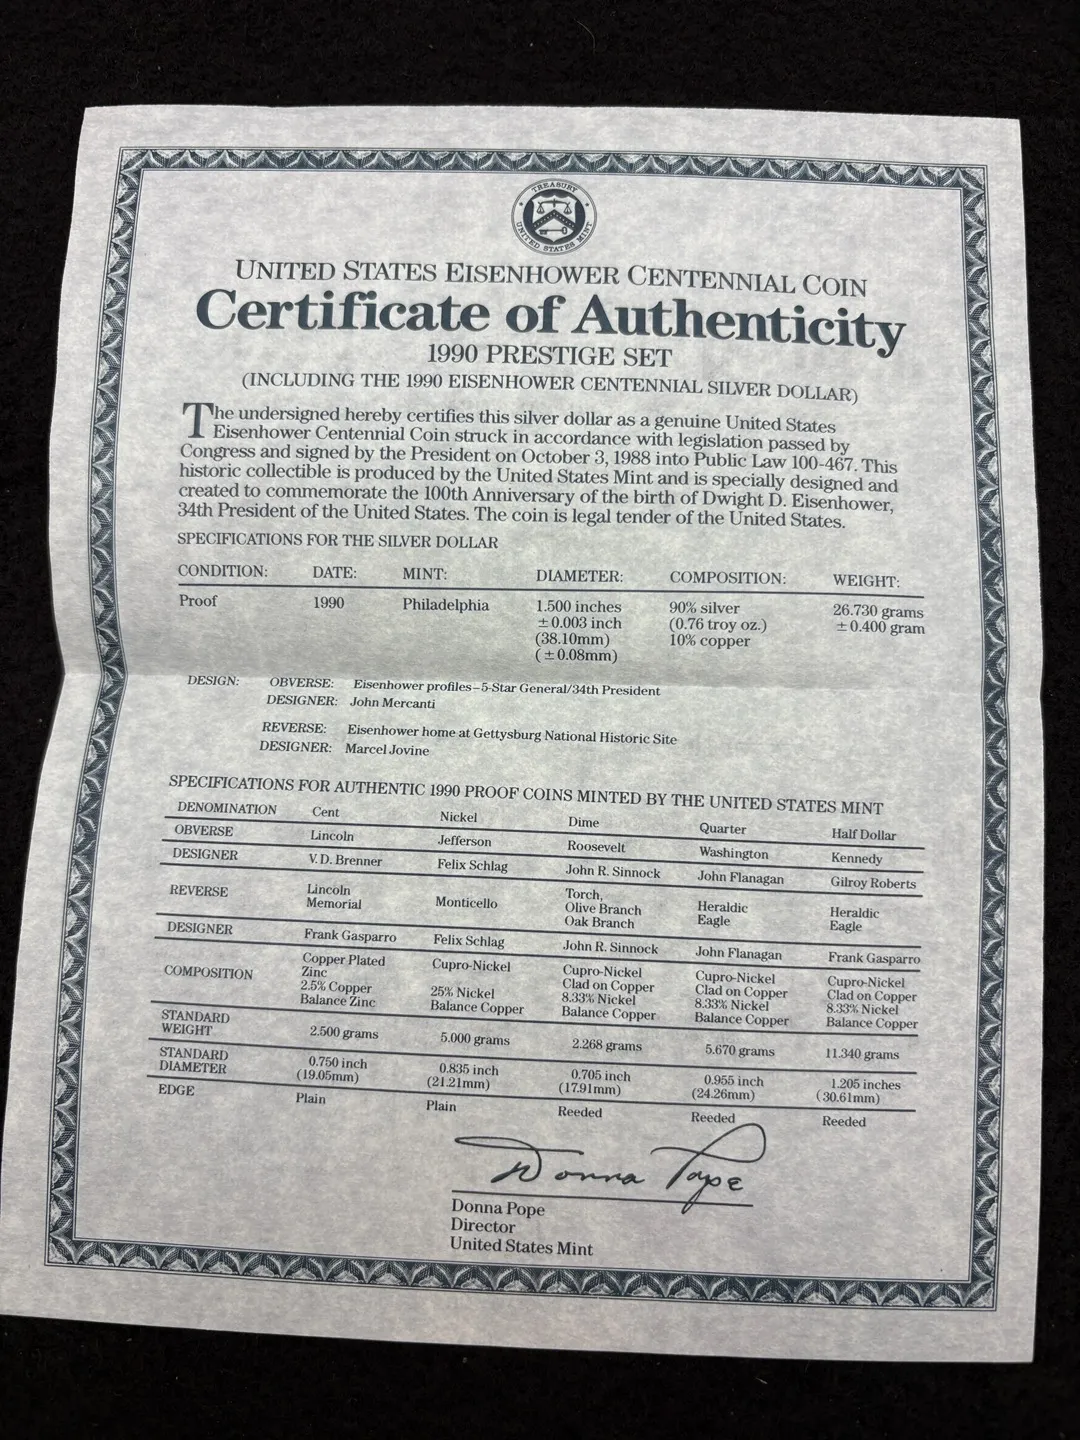 TREASURY
UNITED STATES MINT
UNITED STATES EISENHOWER CENTENNIAL COIN
Certificate of Authenticity
1990 PRESTIGE SET
(INCLUDING THE 1990 EISENHOWER CENTENNIAL SILVER DOLLAR)
The undersigned hereby certifies this silver dollar as a genuine United States
Eisenhower Centennial Coin struck in accordance with legislation passed by
Congress and signed by the President on October 3, 1988 into Public Law 100-467. This
historic collectible is produced by the United States Mint and is specially designed and
created to commemorate the 100th Anniversary of the birth of Dwight D. Eisenhower,
34th President of the United States. The coin is legal tender of the United States.
SPECIFICATIONS FOR THE SILVER DOLLAR
CONDITION: DATE: MINT: DIAMETER: COMPOSITION: WEIGHT:
Proof 1990 Philadelphia 1.500 inches 90% silver 26.730 grams
±0.003 inch (0.76 troy oz.) ±0.400 gram
(38.10mm) 10% copper
(±0.08mm)
DESIGN: OBVERSE: Eisenhower profiles–5-Star General/34th President
DESIGNER: John Mercanti
REVERSE: Eisenhower home at Gettysburg National Historic Site
DESIGNER: Marcel Jovine
SPECIFICATIONS FOR AUTHENTIC 1990 PROOF COINS MINTED BY THE UNITED STATES MINT
DENOMINATION Cent Nickel Dime Quarter Half Dollar
OBVERSE Lincoln Jefferson Roosevelt Washington Kennedy
DESIGNER V.D. Brenner Felix Schlag John R. Sinnock John Flanagan Gilroy Roberts
REVERSE Lincoln Monticello Torch, Heraldic Heraldic
Memorial Olive Branch Eagle Eagle
Oak Branch
DESIGNER Frank Gasparro Felix Schlag John R. Sinnock John Flanagan Frank Gasparro
COMPOSITION Copper Plated Cupro-Nickel Cupro-Nickel Cupro-Nickel Cupro-Nickel
Zinc Clad on Copper Clad on Copper Clad on Copper
2.5% Copper 25% Nickel 8.33% Nickel 8.33% Nickel 8.33% Nickel
Balance Zinc Balance Copper Balance Copper Balance Copper Balance Copper
STANDARD
WEIGHT 2.500 grams 5.000 grams 2.268 grams 5.670 grams 11.340 grams
STANDARD 0.750 inch 0.835 inch 0.705 inch 0.955 inch 1.205 inches
DIAMETER (19.05mm) (21.21mm) (17.91mm) (24.26mm) (30.61mm)
EDGE Plain Plain Reeded Reeded Reeded
Donna Pope
Donna Pope
Director
United States Mint